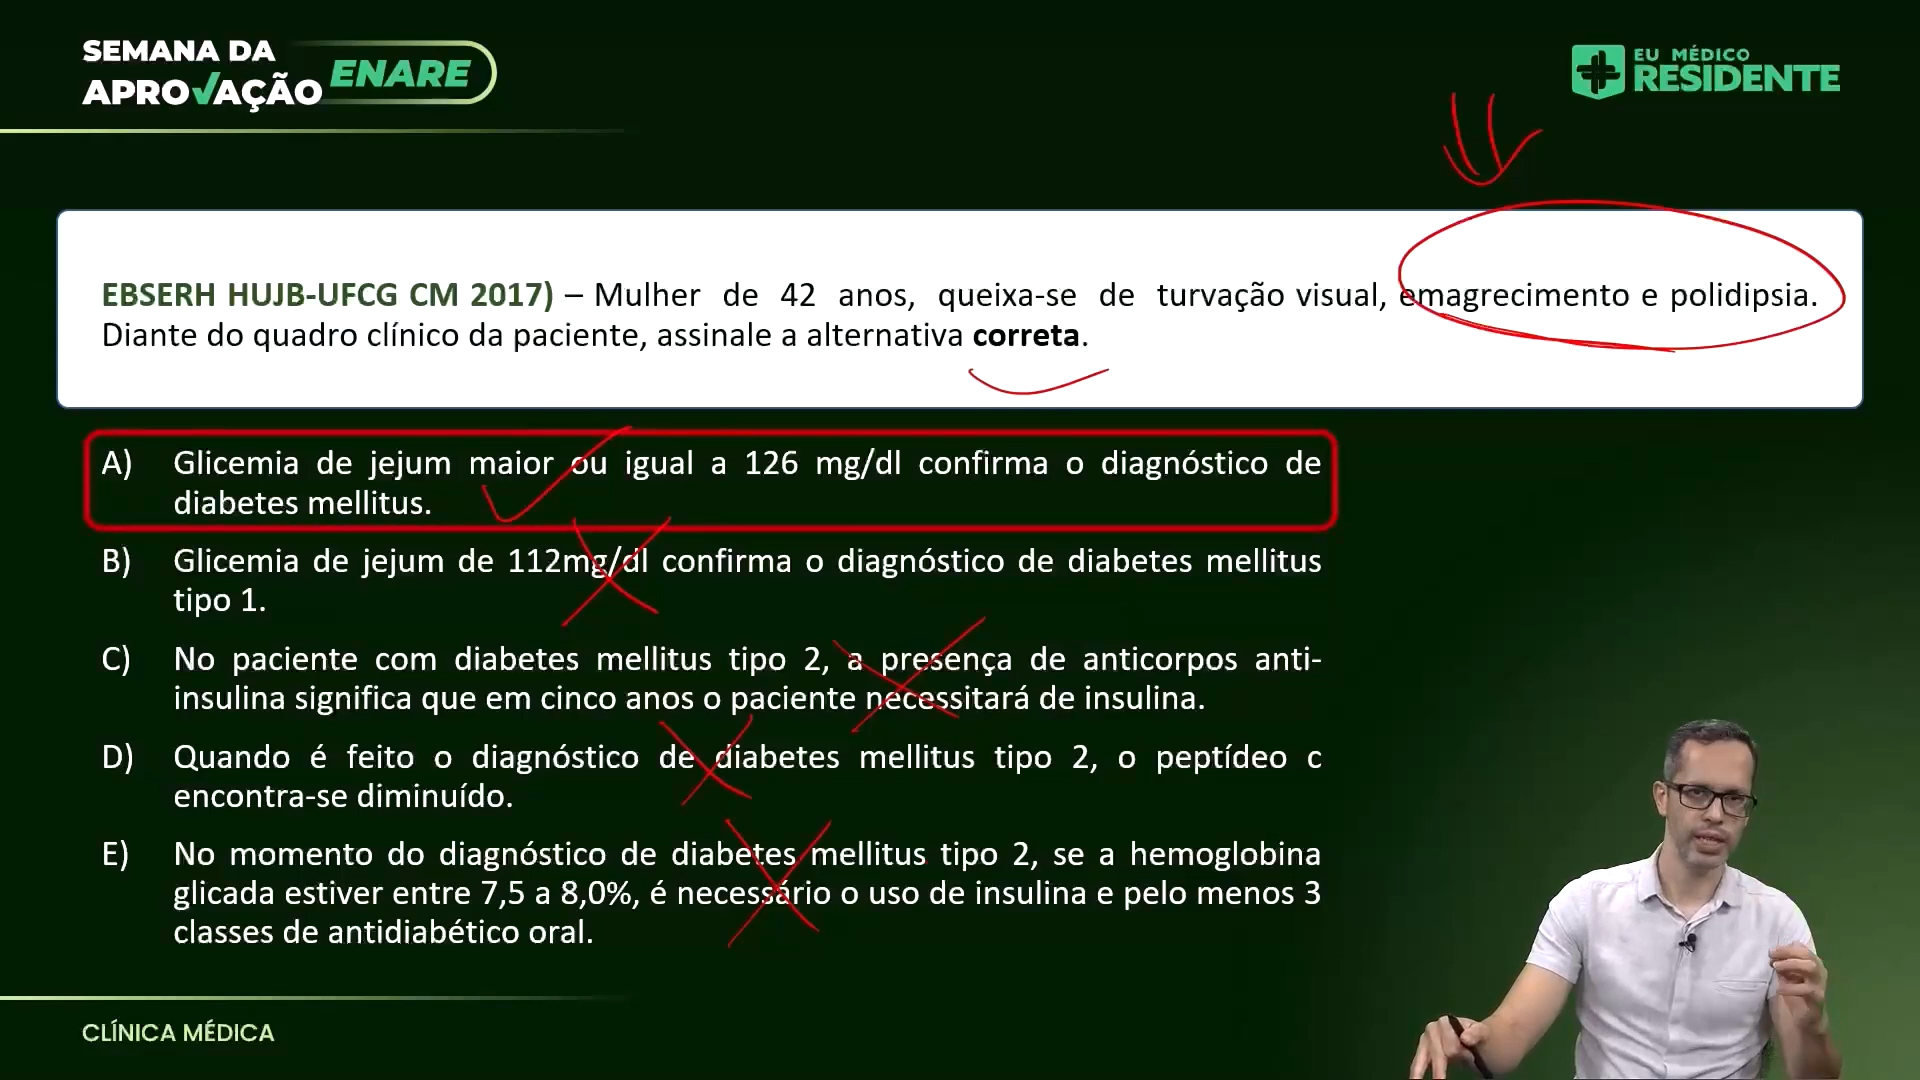 SEMANA DA
APROVAÇÃO ENARE
EU MÉDICO
RESIDENTE
EBSERH HUJB-UFCG CM 2017) – Mulher de 42 anos, queixa-se de turvação visual, emagrecimento e polidipsia.
Diante do quadro clínico da paciente, assinale a alternativa correta.
A) Glicemia de jejum maior ou igual a 126 mg/dl confirma o diagnóstico de
diabetes mellitus.
B) Glicemia de jejum de 112mg/dl confirma o diagnóstico de diabetes mellitus
tipo 1.
C) No paciente com diabetes mellitus tipo 2, a presença de anticorpos anti-
insulina significa que em cinco anos o paciente necessitará de insulina.
D) Quando é feito o diagnóstico de diabetes mellitus tipo 2, o peptídeo c
encontra-se diminuído.
E) No momento do diagnóstico de diabetes mellitus tipo 2, se a hemoglobina
glicada estiver entre 7,5 a 8,0%, é necessário o uso de insulina e pelo menos 3
classes de antidiabético oral.
CLÍNICA MÉDICA